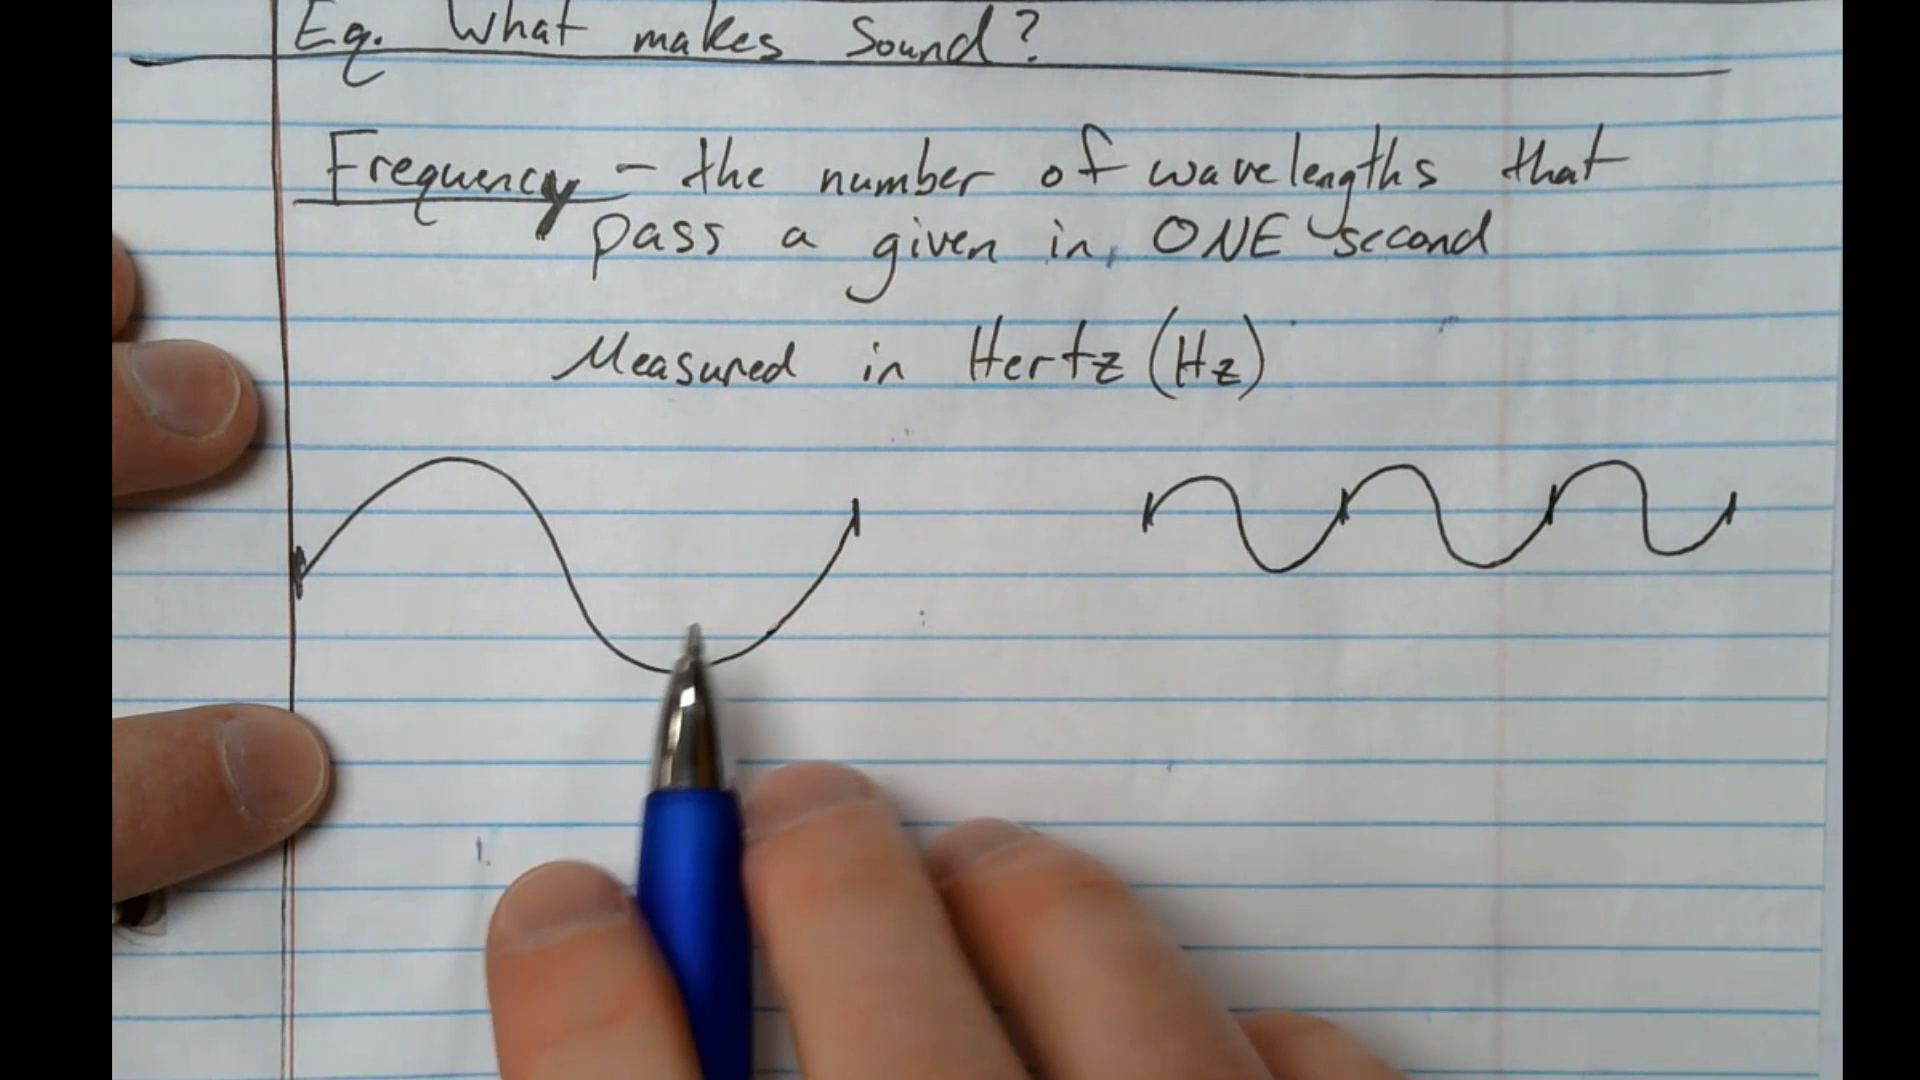 Eq. What makes Sound?
Frequency - the number of wavelengths that
pass a given in ONE second
Measured in Hertz (Hz)